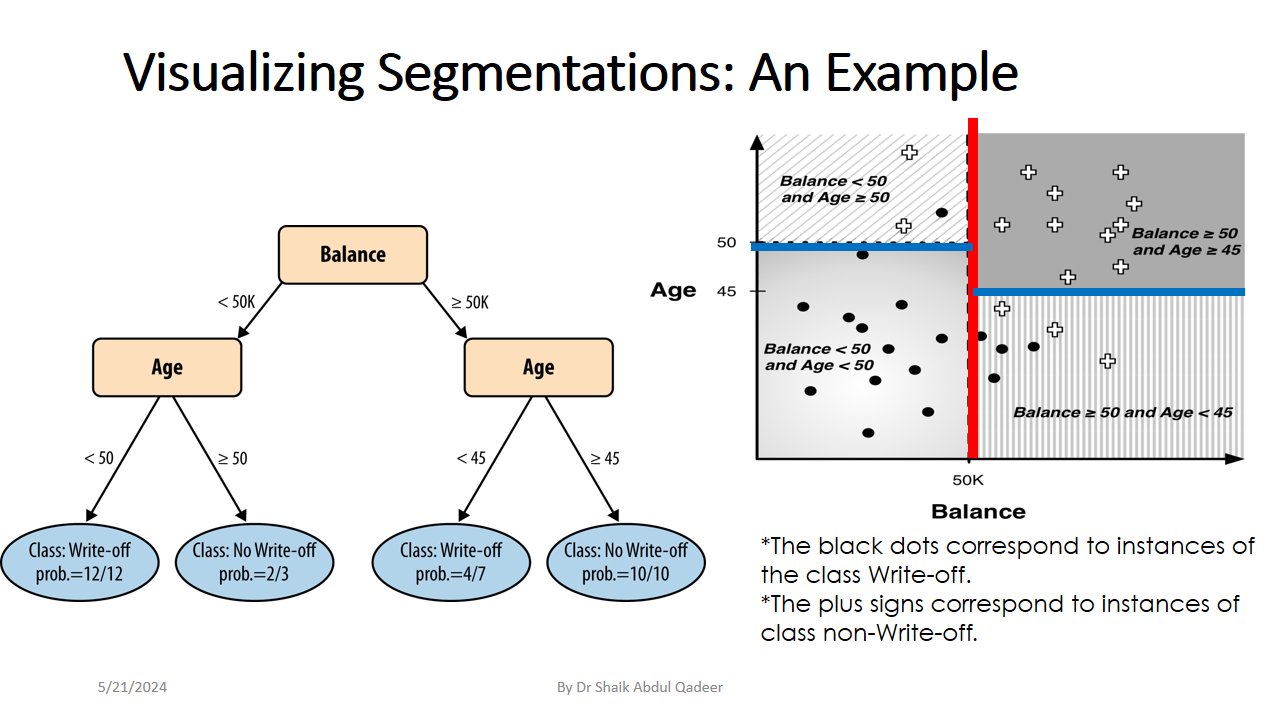 Visualizing Segmentations: An Example
Balance
< 50K
≥ 50K
Age
Age
< 50
≥ 50
< 45
≥ 45
Class: Write-off
prob.=12/12
Class: No Write-off
prob.=2/3
Class: Write-off
prob.=4/7
Class: No Write-off
prob.=10/10
Balance < 50
and Age ≥ 50
Balance ≥ 50
and Age ≥ 45
50
Age
45
Balance < 50
and Age < 50
Balance ≥ 50 and Age < 45
50K
Balance
*The black dots correspond to instances of
the class Write-off.
*The plus signs correspond to instances of
class non-Write-off.
5/21/2024
By Dr Shaik Abdul Qadeer